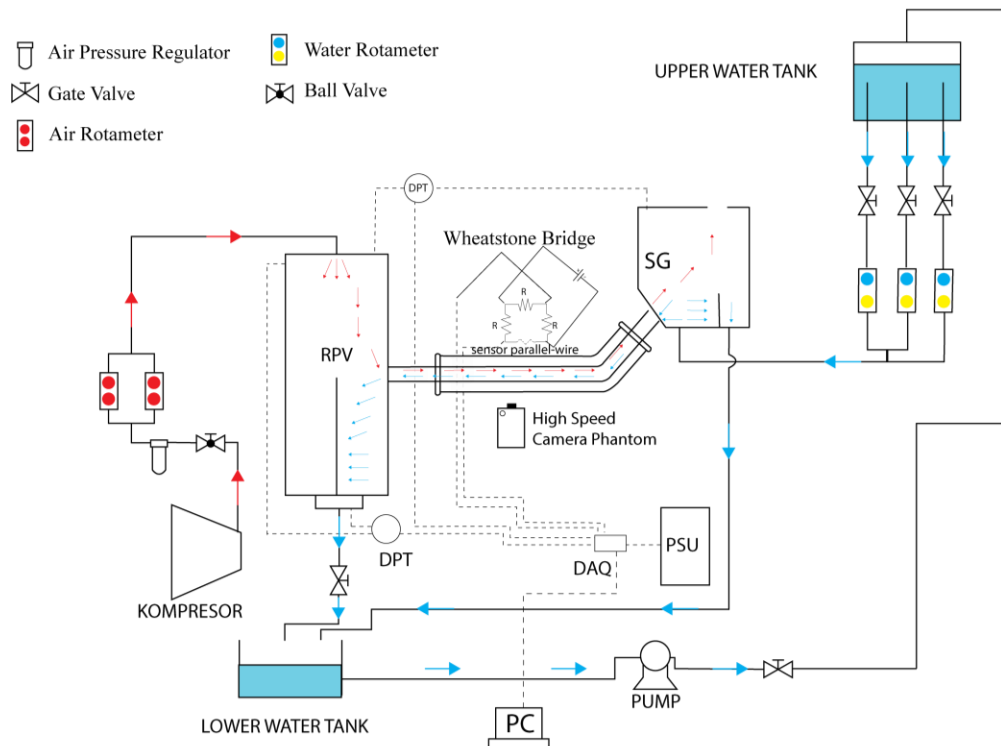 Air Pressure Regulator
Water Rotameter
Gate Valve
Ball Valve
Air Rotameter
UPPER WATER TANK
DPT
Wheatstone Bridge
SG
R
R
R
sensor parallel-wire
RPV
High Speed
Camera Phantom
DPT
DAQ
PSU
KOMPRESOR
LOWER WATER TANK
PUMP
PC